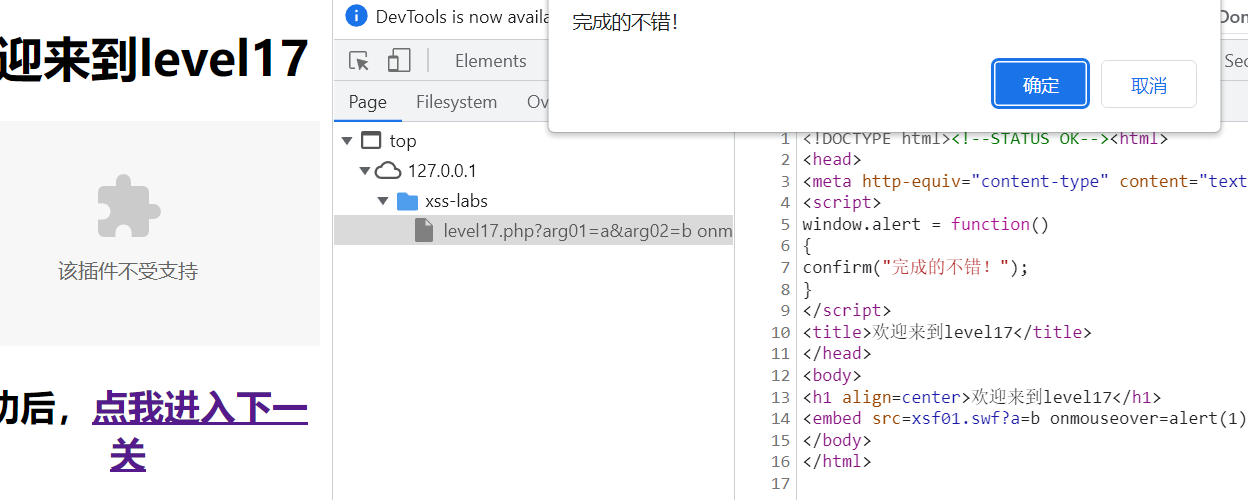 迎来到level17
该插件不受支持
功后，点我进入下一
关
DevTools is now availa
Elements
Page Filesystem Ov
top
127.0.0.1
xss-labs
level17.php?arg01=a&arg02=b onm
完成的不错！
确定 取消
Don
Sec
1 <!DOCTYPE html><!--STATUS OK--><html>
2 <head>
3 <meta http-equiv="content-type" content="text
4 <script>
5 window.alert = function()
6 {
7 confirm("完成的不错！");
8 }
9 </script>
10 <title>欢迎来到level17</title>
11 </head>
12 <body>
13 <h1 align=center>欢迎来到level17</h1>
14 <embed src=xsf01.swf?a=b onmouseover=alert(1)
15 </body>
16 </html>
17